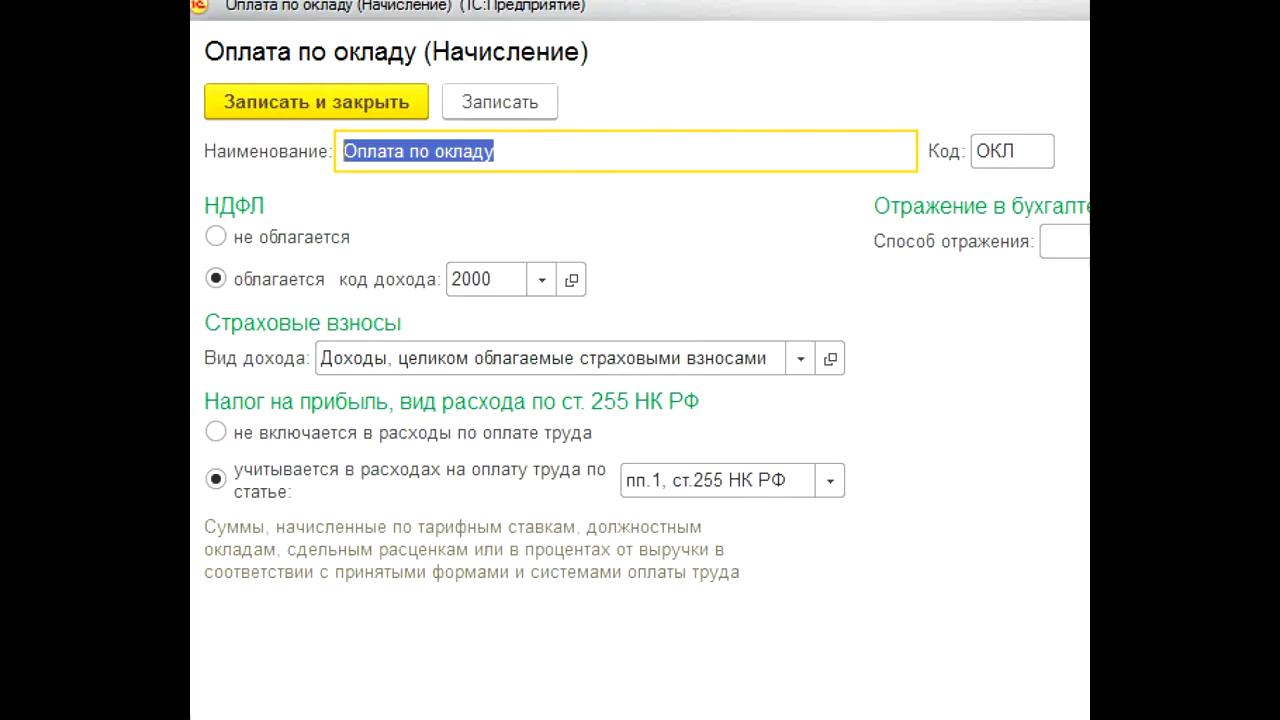 Оплата по окладу (Начисление) (1С:Предприятие)
Оплата по окладу (Начисление)
Записать и закрыть Записать
Наименование: Оплата по окладу Код: ОКЛ
НДФЛ
не облагается
облагается код дохода: 2000
Отражение в
Способ отражения:
Страховые взносы
Вид дохода: Доходы, целиком облагаемые страховыми взносами
Налог на прибыль, вид расхода по ст. 255 НК РФ
не включается в расходы по оплате труда
учитывается в расходах на оплату труда по
статье:
пп.1, ст.255 НК РФ
Суммы, начисленные по тарифным ставкам, должностным
окладам, сдельным расценкам или в процентах от выручки в
соответствии с принятыми формами и системами оплаты труда